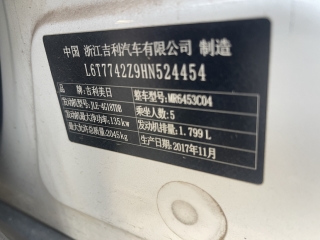 中国 浙江吉利汽车有限公司 制造
L6T7742Z9HN524454
品牌:吉利美日 整车型号:MR6453C04
发动机型号:JLE-4G18TDB 乘坐人数:5
发动机最大净功率:135kw 发动机排量:1.799L
最大允许总质量:2045kg 生产日期:2017年11月